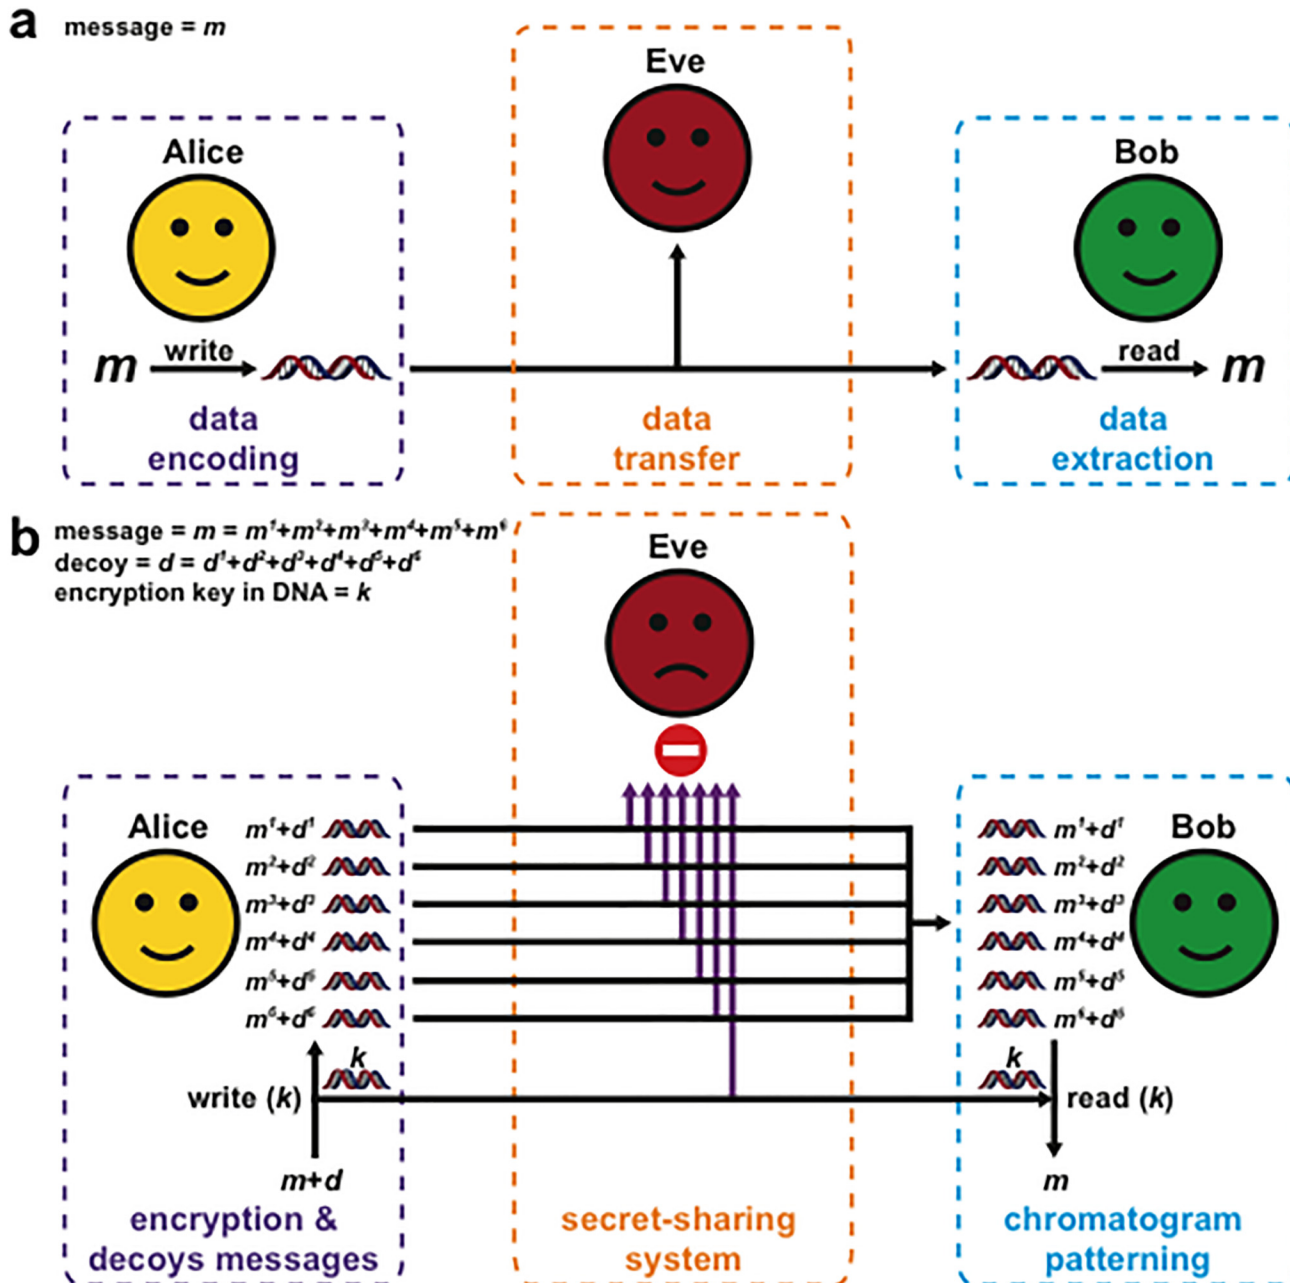 a message = m
Eve
Alice
Bob
m write
read m
data encoding
data transfer
data extraction
b message = m = m¹+m²+m³+m⁴+m⁵+m⁶
decoy = d = d¹+d²+d³+d⁴+d⁵+d⁶
encryption key in DNA = k
Eve
Alice
Bob
m¹+d¹
m²+d²
m³+d³
m⁴+d⁴
m⁵+d⁵
m⁶+d⁶
m¹+d¹
m²+d²
m³+d³
m⁴+d⁴
m⁵+d⁵
m⁶+d⁶
k
k
write (k)
read (k)
m+d
m
encryption &
decoys messages
secret-sharing
system
chromatogram
patterning